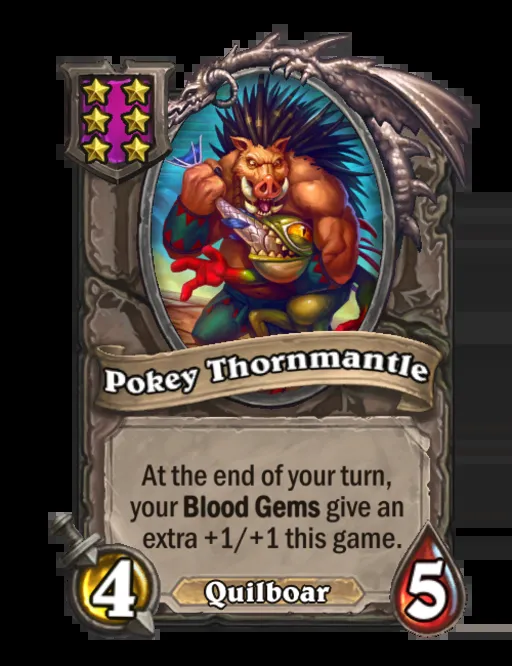 Pokey Thornmantle
At the end of your turn,
your Blood Gems give an
extra +1/+1 this game.
4
Quilboar
5